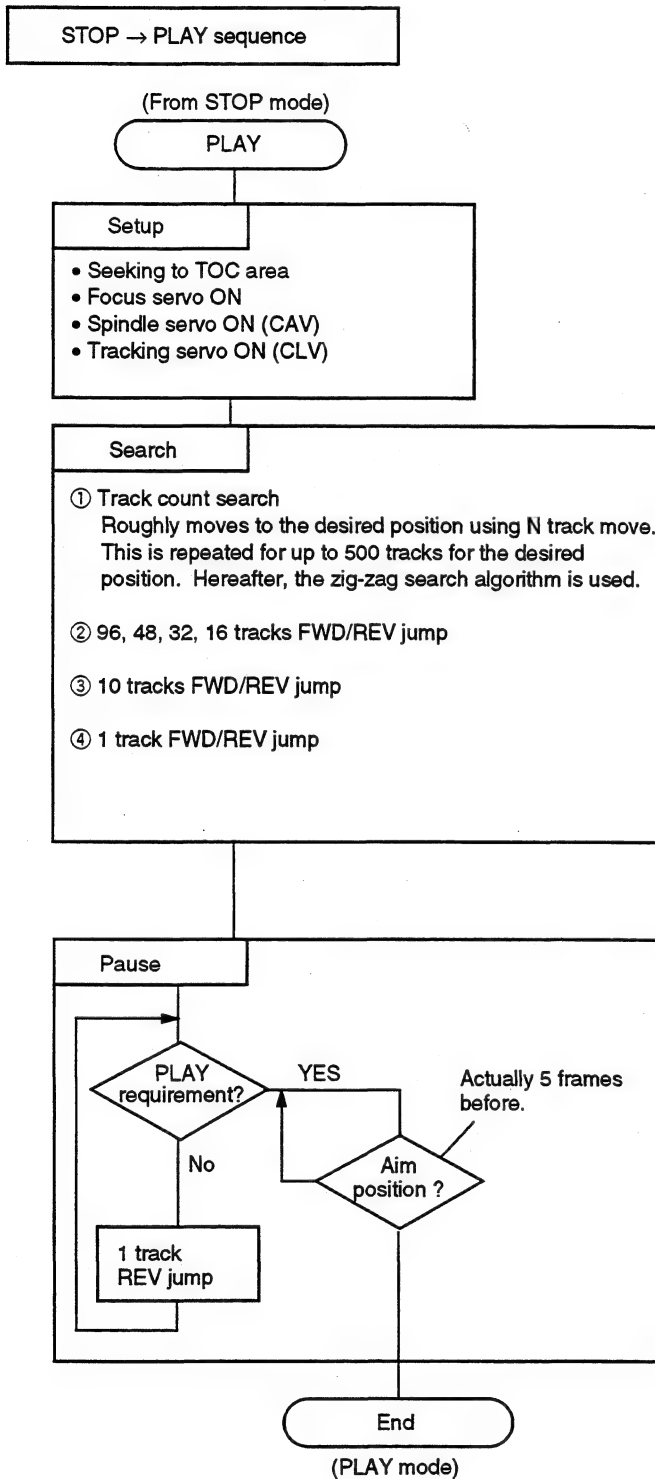 STOP → PLAY sequence
(From STOP mode)
PLAY
Setup
• Seeking to TOC area
• Focus servo ON
• Spindle servo ON (CAV)
• Tracking servo ON (CLV)
Search
① Track count search
Roughly moves to the desired position using N track move.
This is repeated for up to 500 tracks for the desired
position. Hereafter, the zig-zag search algorithm is used.
② 96, 48, 32, 16 tracks FWD/REV jump
③ 10 tracks FWD/REV jump
④ 1 track FWD/REV jump
Pause
PLAY
requirement?
YES
Actually 5 frames
before.
No
Aim
position ?
1 track
REV jump
End
(PLAY mode)